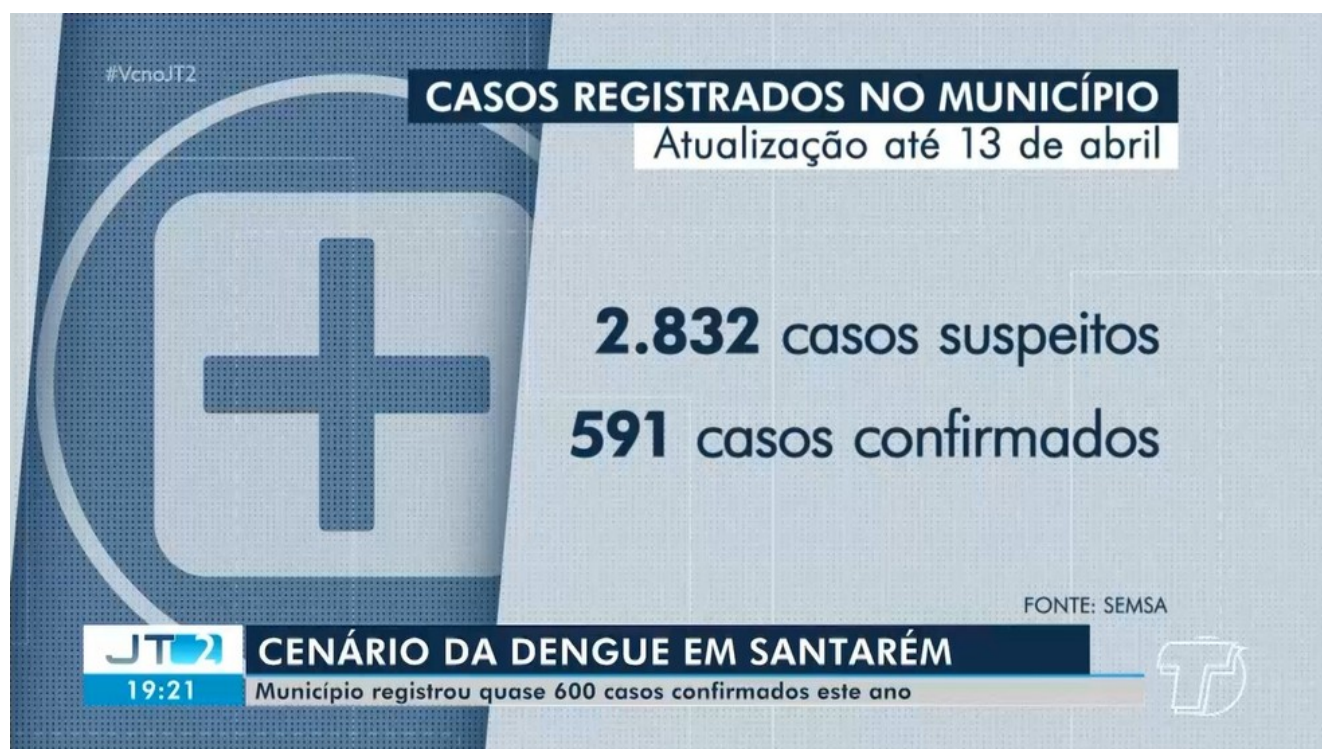 #VcnoJT2
CASOS REGISTRADOS NO MUNICÍPIO
Atualização até 13 de abril
2.832 casos suspeitos
591 casos confirmados
FONTE: SEMSA
JT2
CENÁRIO DA DENGUE EM SANTARÉM
19:21
Município registrou quase 600 casos confirmados este ano